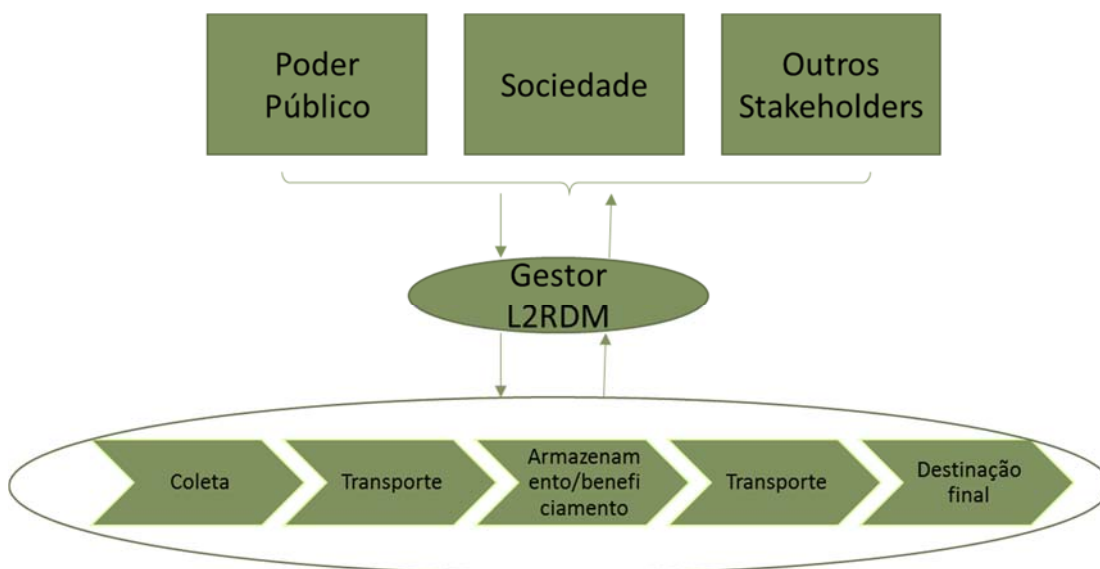 Poder
Público
Sociedade
Outros
Stakeholders
Gestor
L2RDM
Coleta
Transporte
Armazenam
ento/benefi
ciamento
Transporte
Destinação
final